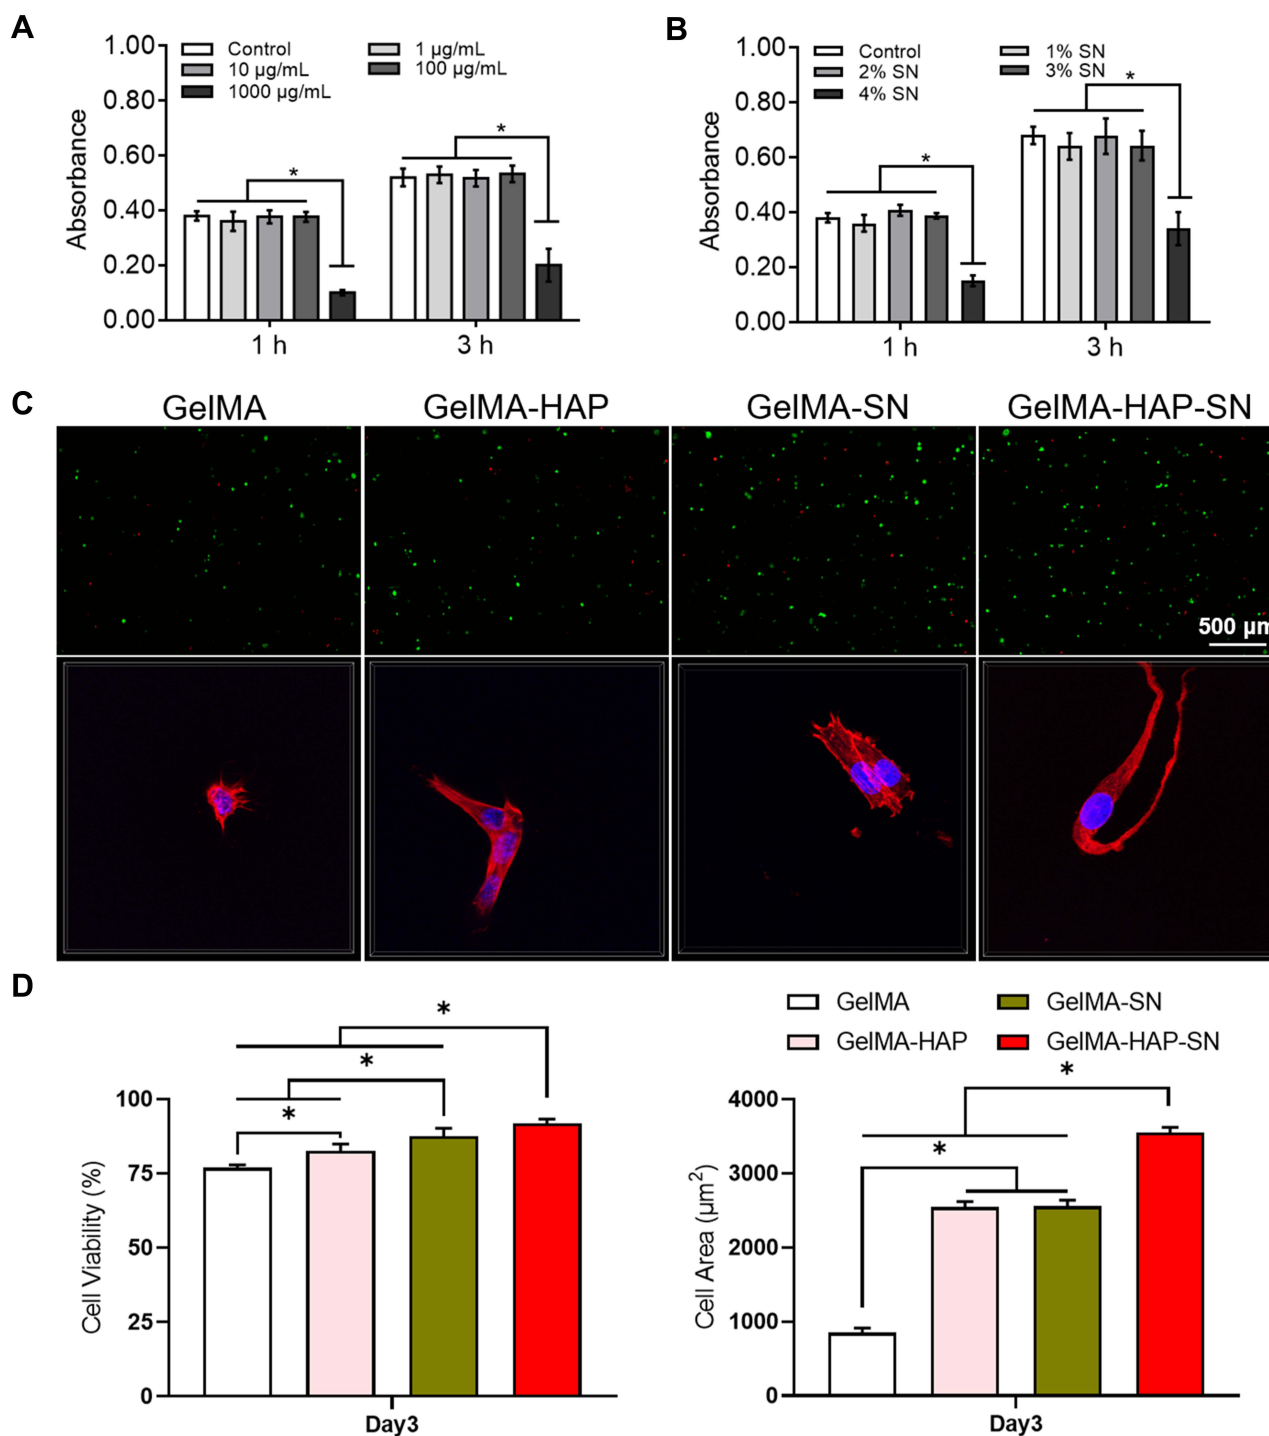 A
B
Absorbance
1.00
0.80
0.60
0.40
0.20
0.00
Control
1 µg/mL
10 µg/mL
100 µg/mL
1000 µg/mL
*
*
1 h
3 h
Absorbance
1.00
0.80
0.60
0.40
0.20
0.00
Control
1% SN
2% SN
3% SN
4% SN
*
*
1 h
3 h
C
GelMA
GelMA-HAP
GelMA-SN
GelMA-HAP-SN
500 µm
D
Cell Viability (%)
100
75
50
25
0
*
*
*
Day3
GelMA
GelMA-SN
GelMA-HAP
GelMA-HAP-SN
Cell Area (µm²)
4000
3000
2000
1000
0
*
*
Day3